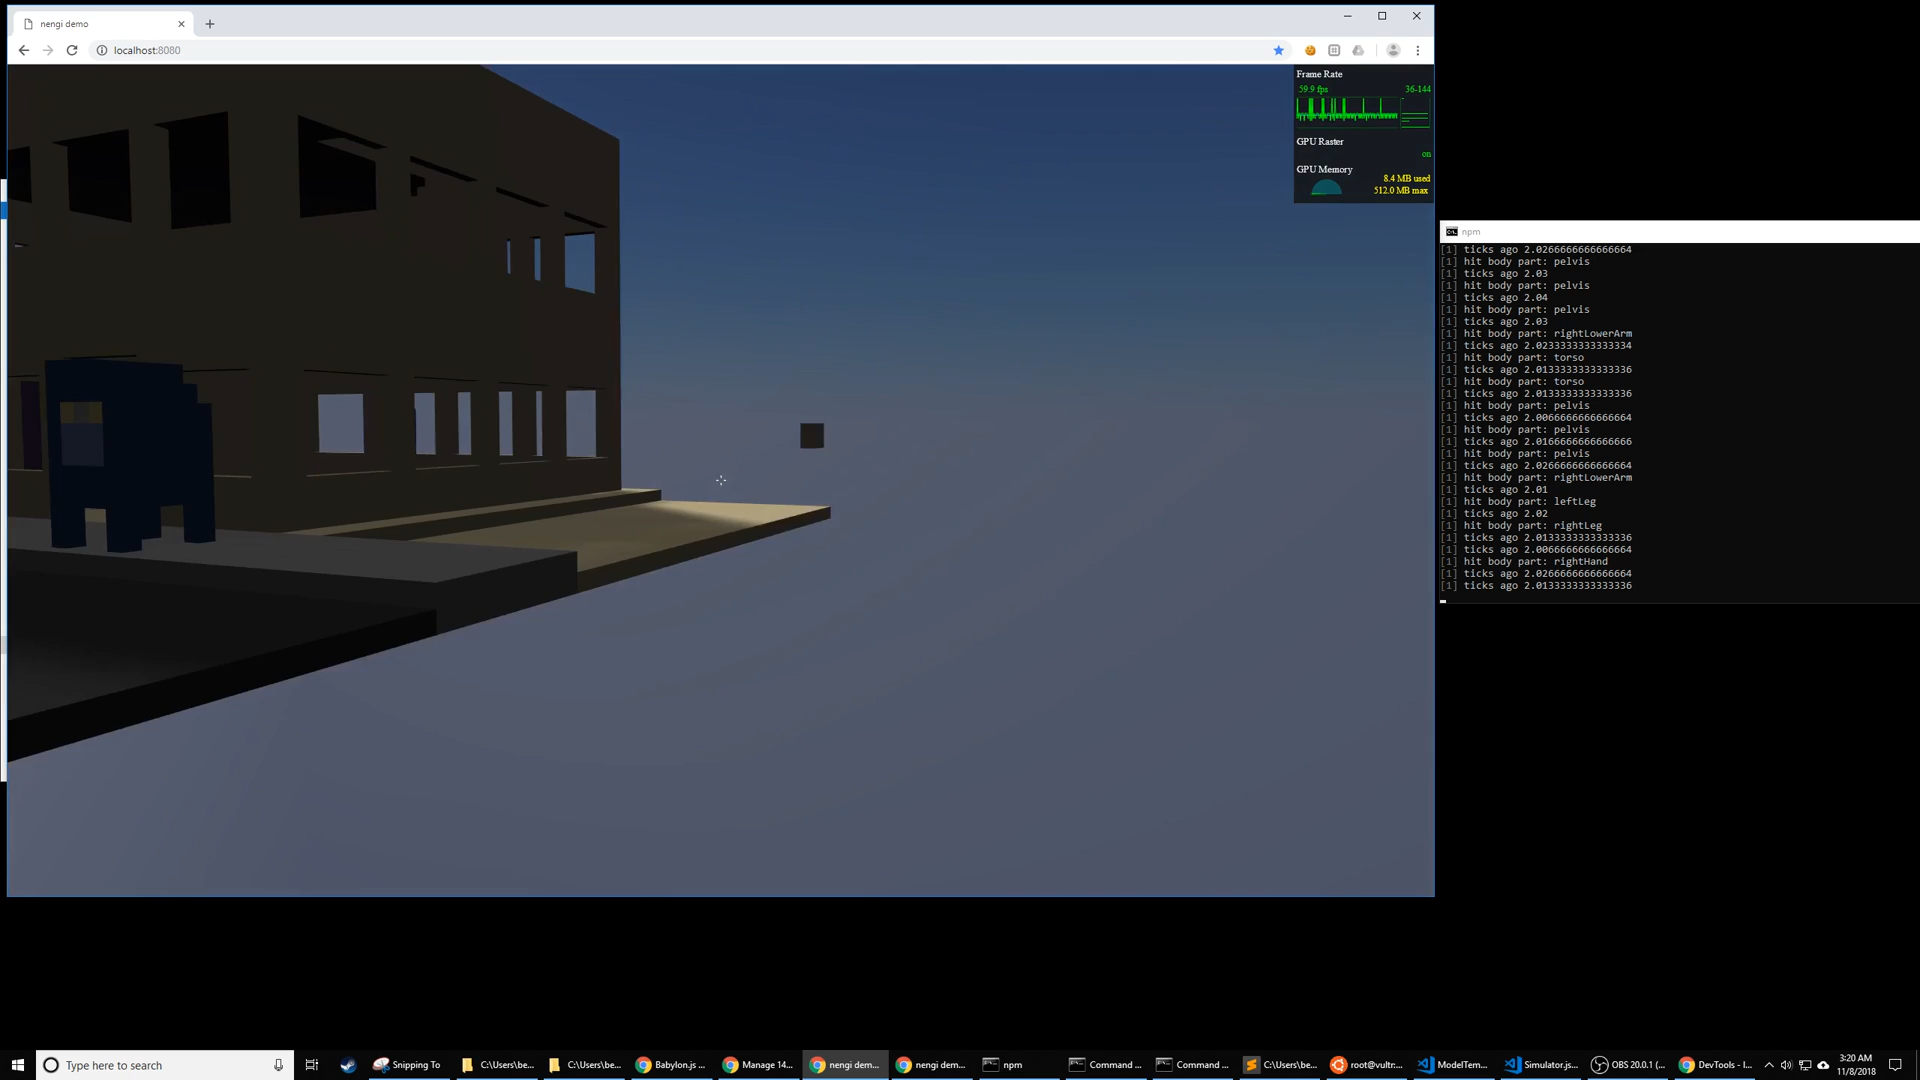 nengi demo
localhost:8080
Frame Rate
59.9 fps 36-144
GPU Raster
on
GPU Memory
8.4 MB used
512.0 MB max
npm
[1] ticks ago 2.0266666666666664
[1] hit body part: pelvis
[1] ticks ago 2.03
[1] hit body part: pelvis
[1] ticks ago 2.04
[1] hit body part: pelvis
[1] ticks ago 2.03
[1] hit body part: rightLowerArm
[1] ticks ago 2.0233333333333334
[1] hit body part: torso
[1] ticks ago 2.0133333333333336
[1] hit body part: torso
[1] ticks ago 2.0133333333333336
[1] hit body part: pelvis
[1] ticks ago 2.0066666666666664
[1] hit body part: pelvis
[1] ticks ago 2.0166666666666666
[1] hit body part: pelvis
[1] ticks ago 2.0266666666666664
[1] hit body part: rightLowerArm
[1] ticks ago 2.01
[1] hit body part: leftLeg
[1] ticks ago 2.02
[1] hit body part: rightLeg
[1] ticks ago 2.0133333333333336
[1] ticks ago 2.0066666666666664
[1] hit body part: rightHand
[1] ticks ago 2.0266666666666664
[1] ticks ago 2.0133333333333336
Type here to search
Snipping To
C:\Users\be...
C:\Users\be...
Babylon.js ...
Manage 14...
nengi dem...
nengi dem...
npm
Command ...
Command ...
C:\Users\be...
root@vultr:...
ModelTem...
Simulator.js...
OBS 20.0.1 (...
DevTools - l...
3:20 AM
11/8/2018